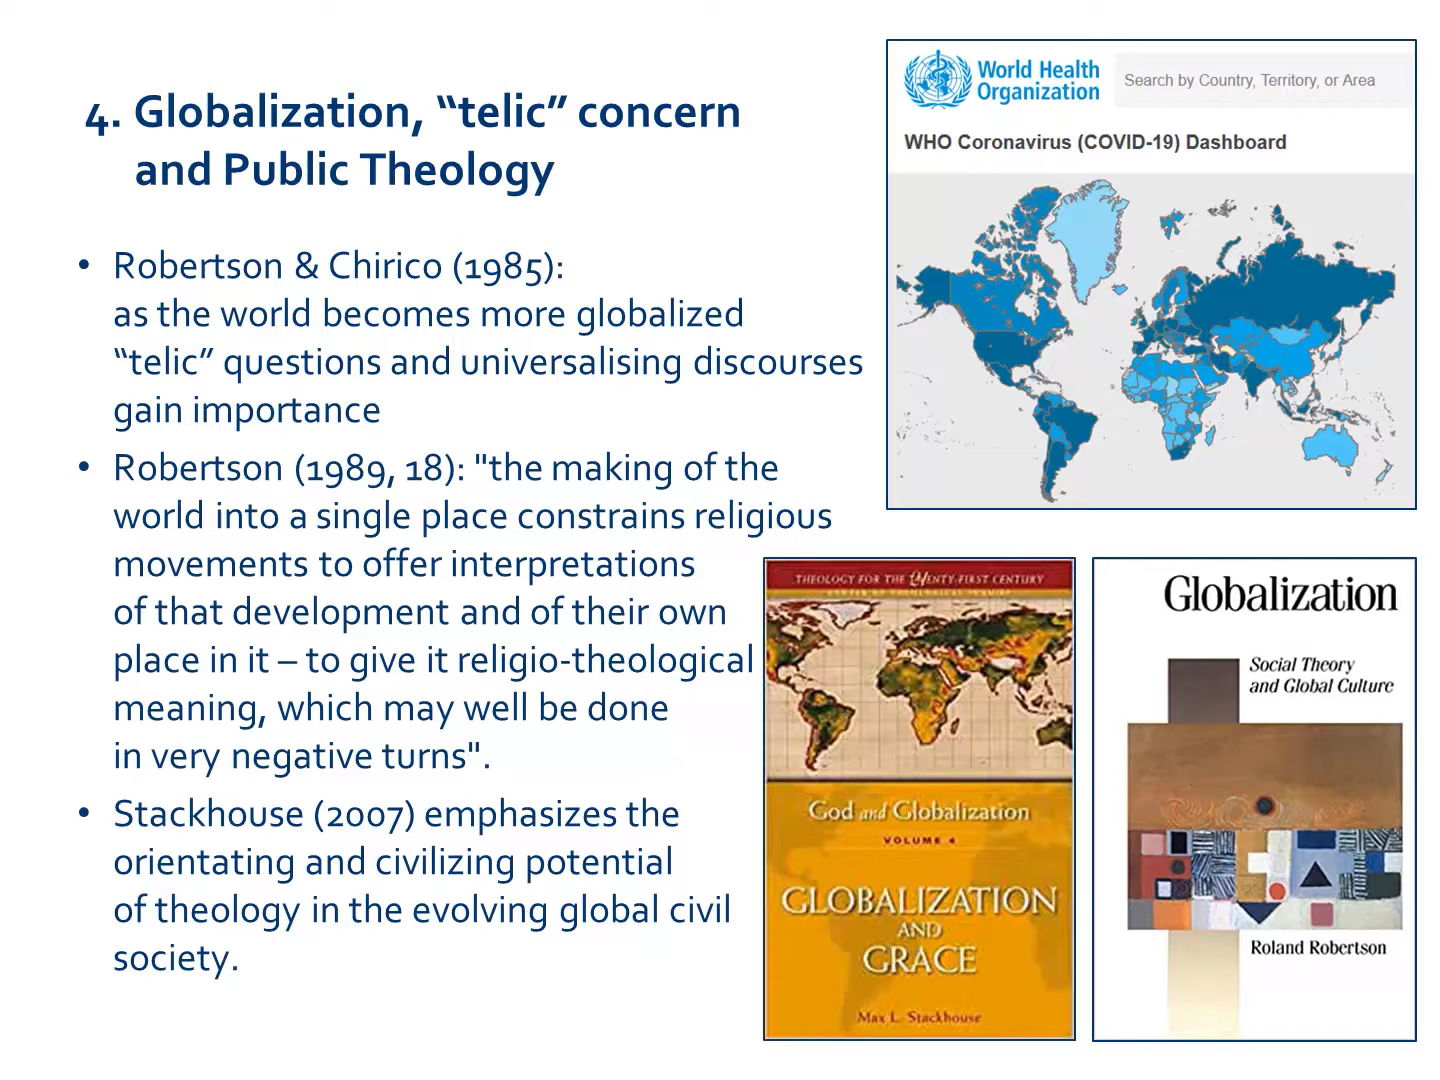 4. Globalization, “telic” concern
and Public Theology
• Robertson & Chirico (1985):
as the world becomes more globalized
“telic” questions and universalising discourses
gain importance
• Robertson (1989, 18): "the making of the
world into a single place constrains religious
movements to offer interpretations
of that development and of their own
place in it – to give it religio-theological
meaning, which may well be done
in very negative turns".
• Stackhouse (2007) emphasizes the
orientating and civilizing potential
of theology in the evolving global civil
society.
World Health
Organization
Search by Country, Territory, or Area
WHO Coronavirus (COVID-19) Dashboard
THEOLOGY FOR THE TWENTY-FIRST CENTURY
God and Globalization
VOLUME 4
GLOBALIZATION
AND
GRACE
Max L. Stackhouse
Globalization
Social Theory
and Global Culture
Roland Robertson